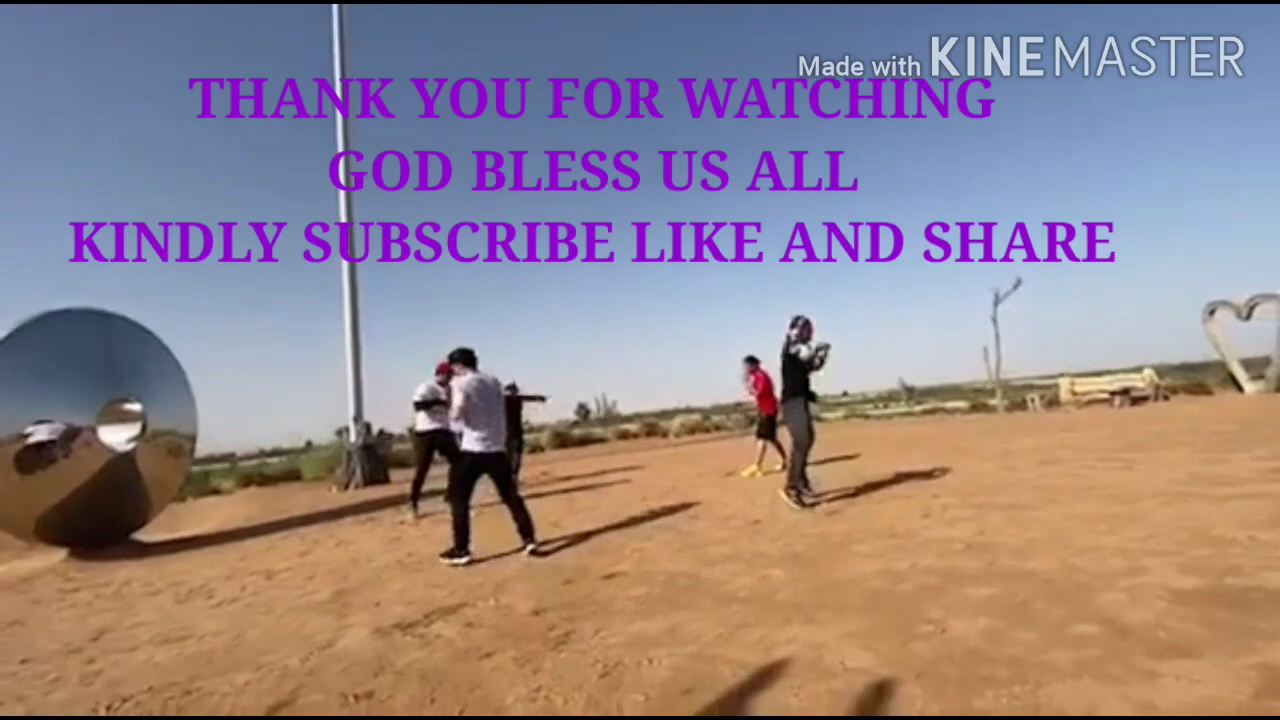 Made with KINEMASTER
THANK YOU FOR WATCHING
GOD BLESS US ALL
KINDLY SUBSCRIBE LIKE AND SHARE